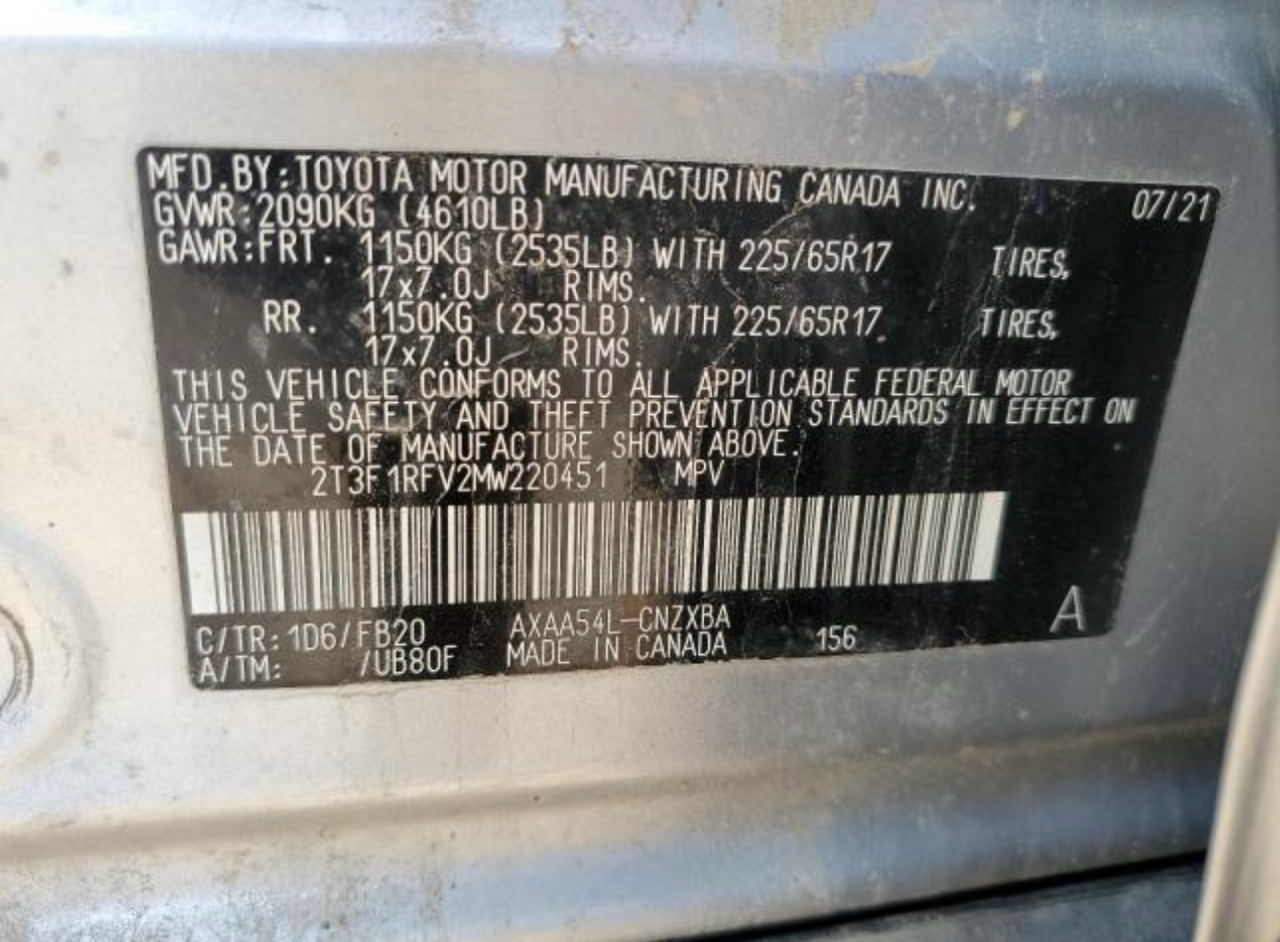 MFD.BY:TOYOTA MOTOR MANUFACTURING CANADA INC. 07/21
GVWR:2090KG (4610LB)
GAWR:FRT. 1150KG (2535LB) WITH 225/65R17 TIRES,
17x7.0J RIMS.
RR. 1150KG (2535LB) WITH 225/65R17 TIRES,
17x7.0J RIMS.
THIS VEHICLE CONFORMS TO ALL APPLICABLE FEDERAL MOTOR
VEHICLE SAFETY AND THEFT PREVENTION STANDARDS IN EFFECT ON
THE DATE OF MANUFACTURE SHOWN ABOVE.
2T3F1RFV2MW220451 MPV
C/TR: 1D6/FB20 AXAA54L-CNZXBA 156 A
A/TM: /UB80F MADE IN CANADA